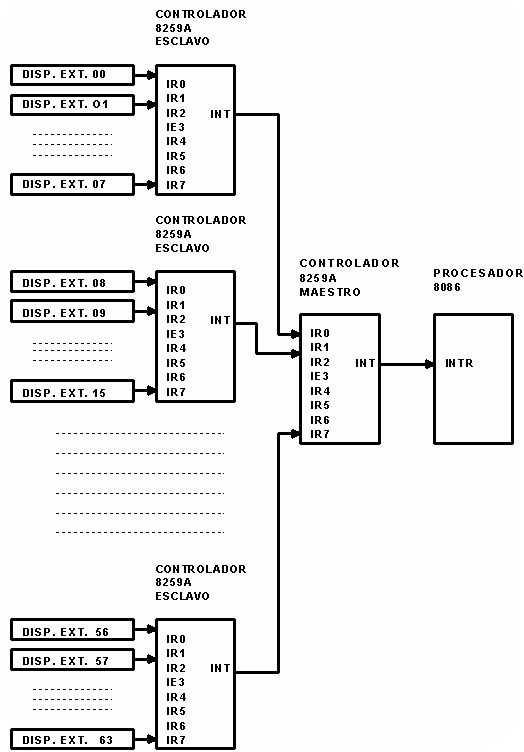 CONTROLADOR
8259A
ESCLAVO
DISP. EXT. 00
DISP. EXT. O1
DISP. EXT. 07
IR0
IR1
IR2
IE3
IR4
IR5
IR6
IR7
INT
CONTROLADOR
8259A
ESCLAVO
DISP. EXT. 08
DISP. EXT. 09
DISP. EXT. 15
IR0
IR1
IR2
IE3
IR4
IR5
IR6
IR7
INT
CONTROLADOR
8259A
MAESTRO
IR0
IR1
IR2
IE3
IR4
IR5
IR6
IR7
INT
PROCESADOR
8086
INTR
CONTROLADOR
8259A
ESCLAVO
DISP. EXT. 56
DISP. EXT. 57
DISP. EXT. 63
IR0
IR1
IR2
IE3
IR4
IR5
IR6
IR7
INT